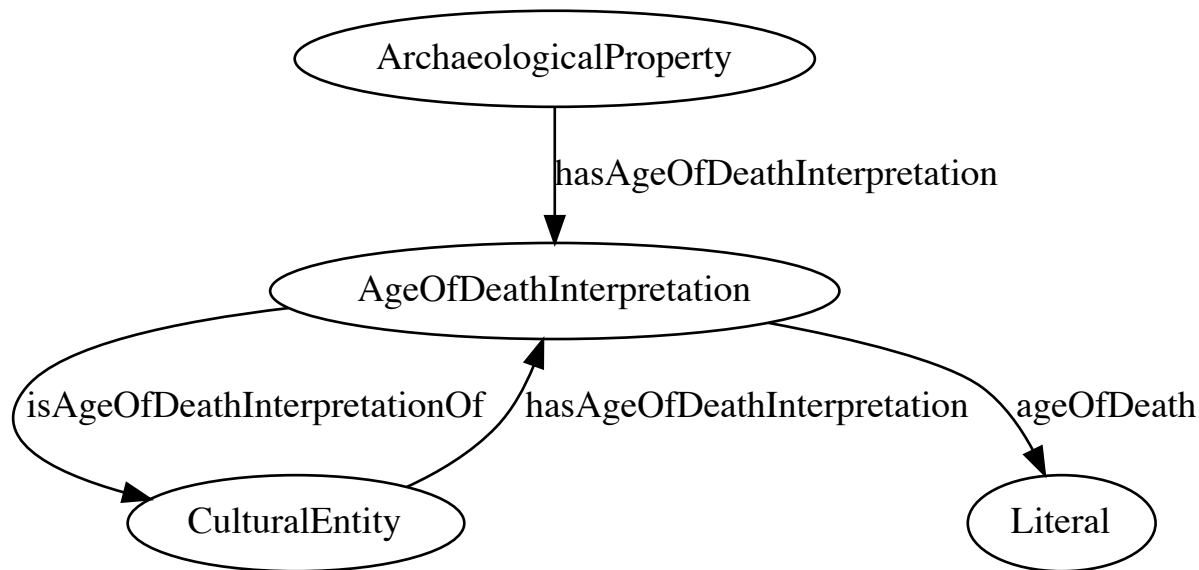 ArchaeologicalProperty
hasAgeOfDeathInterpretation
AgeOfDeathInterpretation
isAgeOfDeathInterpretationOf
hasAgeOfDeathInterpretation
ageOfDeath
CulturalEntity
Literal